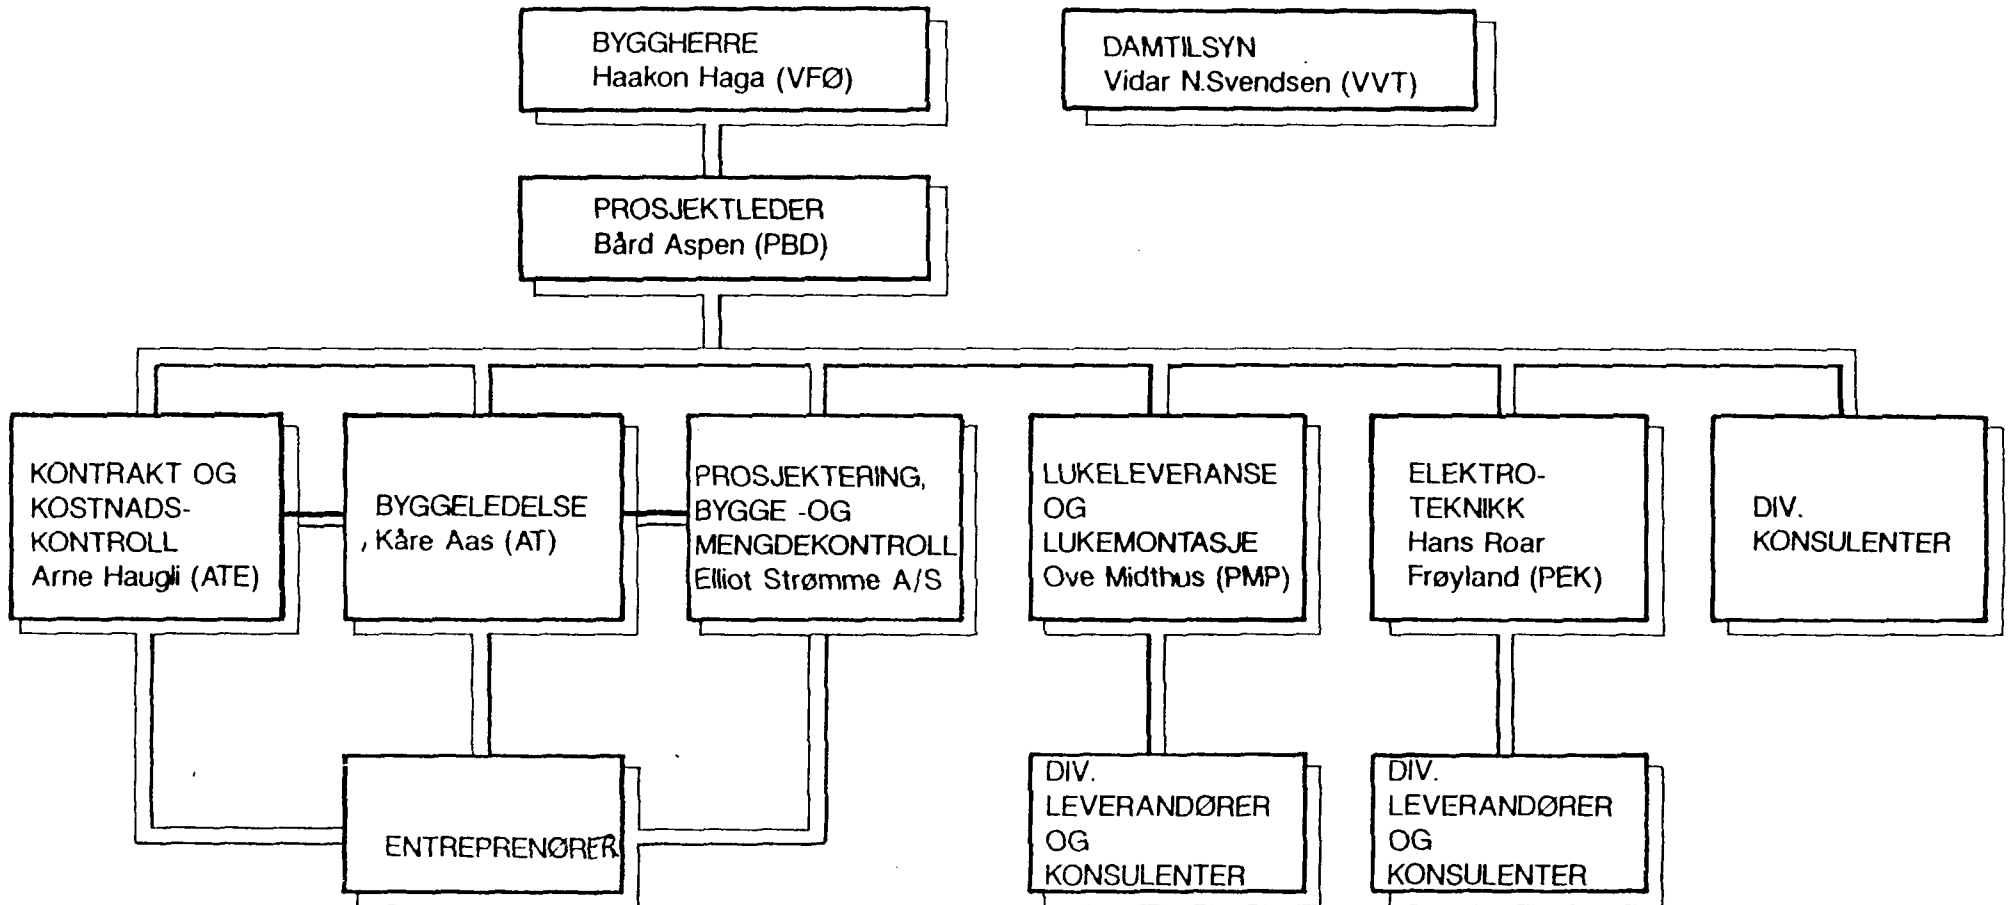 BYGGHERRE
Haakon Haga (VFØ)
DAMTILSYN
Vidar N.Svendsen (VVT)
PROSJEKTLEDER
Bård Aspen (PBD)
KONTRAKT OG
KOSTNADS-
KONTROLL
Arne Haugli (ATE)
BYGGELEDELSE
Kåre Aas (AT)
PROSJEKTERING,
BYGGE -OG
MENGDEKONTROLL
Elliot Strømme A/S
LUKELEVERANSE
OG
LUKEMONTASJE
Ove Midthus (PMP)
ELEKTRO-
TEKNIKK
Hans Roar
Frøyland (PEK)
DIV.
KONSULENTER
ENTREPRENØRER
DIV.
LEVERANDØRER
OG
KONSULENTER
DIV.
LEVERANDØRER
OG
KONSULENTER